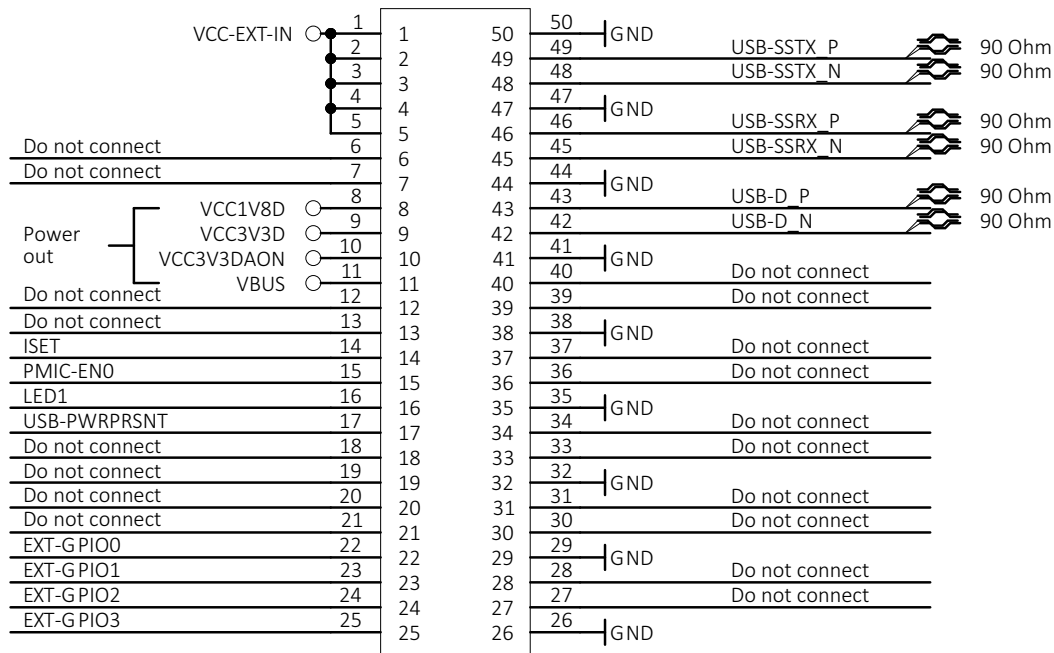 VCC-EXT-IN 1 1 50 50 GND
2 2 49 49 USB-SSTX_P 90 Ohm
3 3 48 48 USB-SSTX_N 90 Ohm
4 4 47 47 GND
5 5 46 46 USB-SSRX_P 90 Ohm
Do not connect 6 6 45 45 USB-SSRX_N 90 Ohm
Do not connect 7 7 44 44 GND
VCC1V8D 8 8 43 43 USB-D_P 90 Ohm
Power out VCC3V3D 9 9 42 42 USB-D_N 90 Ohm
VCC3V3DAON 10 10 41 41 GND
VBUS 11 11 40 40 Do not connect
Do not connect 12 12 39 39 Do not connect
Do not connect 13 13 38 38 GND
ISET 14 14 37 37 Do not connect
PMIC-EN0 15 15 36 36 Do not connect
LED1 16 16 35 35 GND
USB-PWRPRSNT 17 17 34 34 Do not connect
Do not connect 18 18 33 33 Do not connect
Do not connect 19 19 32 32 GND
Do not connect 20 20 31 31 Do not connect
Do not connect 21 21 30 30 Do not connect
EXT-GPIO0 22 22 29 29 GND
EXT-GPIO1 23 23 28 28 Do not connect
EXT-GPIO2 24 24 27 27 Do not connect
EXT-GPIO3 25 25 26 26 GND